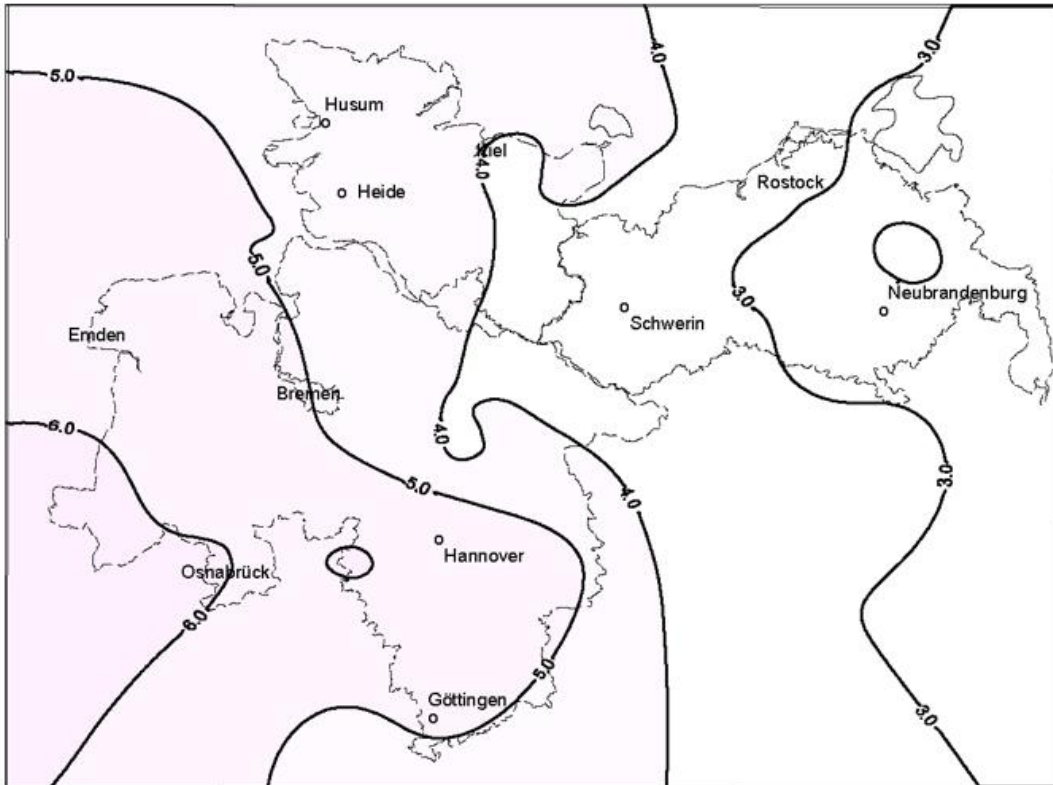 4.0
3.0
5.0
Husum
Kiel
4.0
Heide
Rostock
5.0
3.0
Neubrandenburg
Schwerin
Emden
Bremen
6.0
4.0
5.0
4.0
3.0
Hannover
Osnabrück
6.0
5.0
Göttingen
3.0